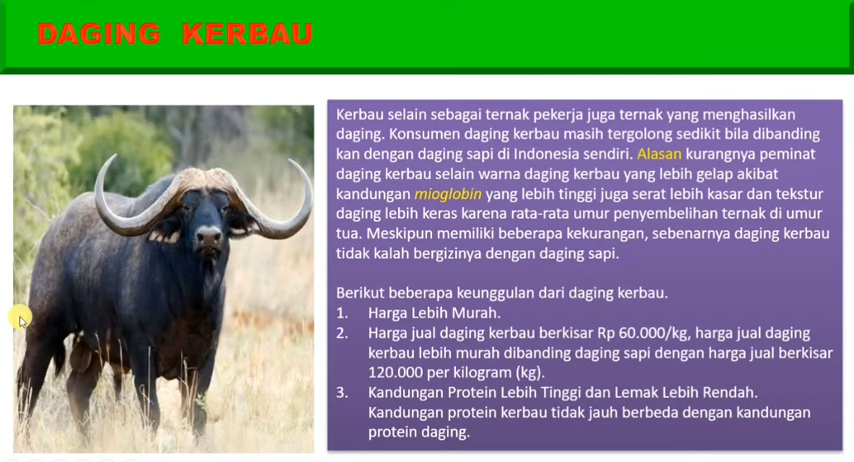 DAGING KERBAU
Kerbau selain sebagai ternak pekerja juga ternak yang menghasilkan
daging. Konsumen daging kerbau masih tergolong sedikit bila dibanding
kan dengan daging sapi di Indonesia sendiri. Alasan kurangnya peminat
daging kerbau selain warna daging kerbau yang lebih gelap akibat
kandungan mioglobin yang lebih tinggi juga serat lebih kasar dan tekstur
daging lebih keras karena rata-rata umur penyembelihan ternak di umur
tua. Meskipun memiliki beberapa kekurangan, sebenarnya daging kerbau
tidak kalah bergizinya dengan daging sapi.
Berikut beberapa keunggulan dari daging kerbau.
1. Harga Lebih Murah.
2. Harga jual daging kerbau berkisar Rp 60.000/kg, harga jual daging
kerbau lebih murah dibanding daging sapi dengan harga jual berkisar
120.000 per kilogram (kg).
3. Kandungan Protein Lebih Tinggi dan Lemak Lebih Rendah.
Kandungan protein kerbau tidak jauh berbeda dengan kandungan
protein daging.